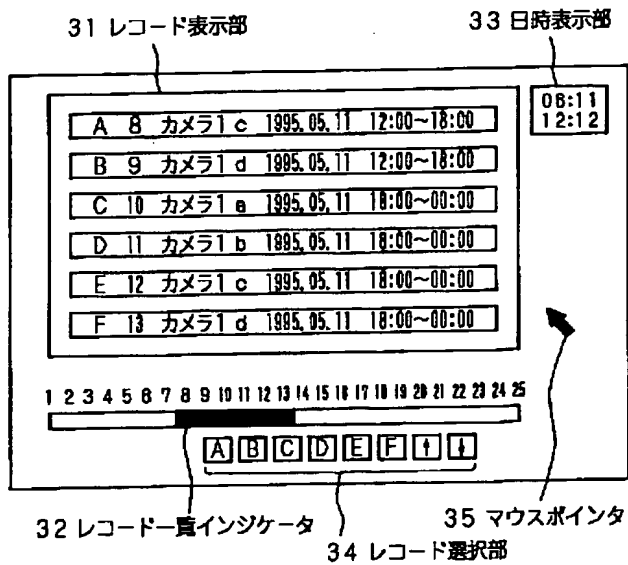 31 レコード表示部
33 日時表示部
06:11
12:12
A 8 カメラ1 c 1995.05.11 12:00~18:00
B 9 カメラ1 d 1995.05.11 12:00~18:00
C 10 カメラ1 a 1995.05.11 18:00~00:00
D 11 カメラ1 b 1995.05.11 18:00~00:00
E 12 カメラ1 c 1995.05.11 18:00~00:00
F 13 カメラ1 d 1995.05.11 18:00~00:00
1 2 3 4 5 6 7 8 9 10 11 12 13 14 15 16 17 18 19 20 21 22 23 24 25
A B C D E F ↑ ↓
32 レコード一覧インジケータ
35 マウスポインタ
34 レコード選択部